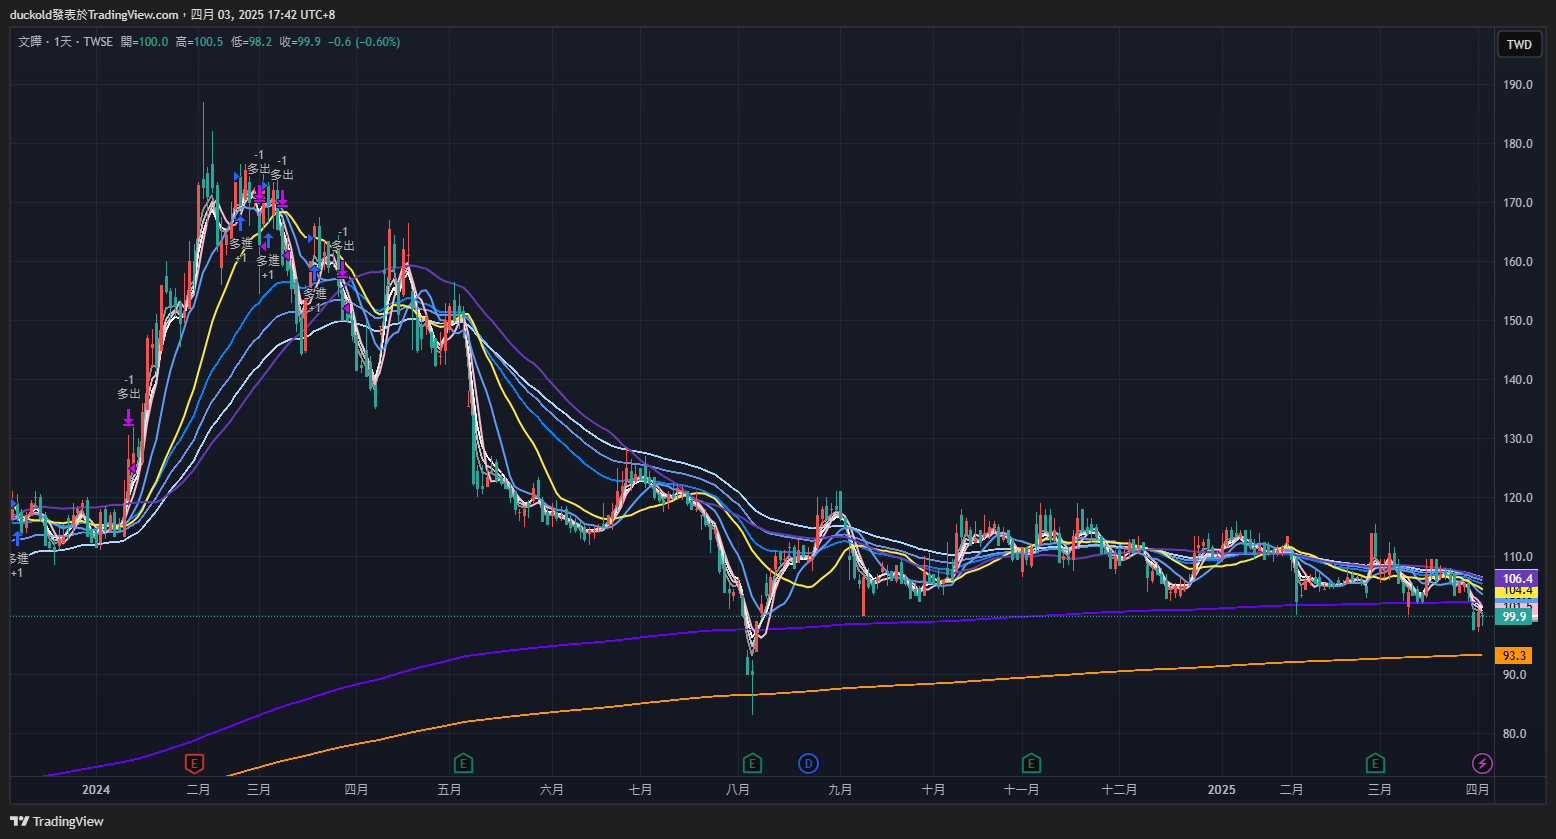 duckold發表於TradingView.com，四月 03, 2025 17:42 UTC+8
文曄 · 1天 · TWSE 開=100.0 高=100.5 低=98.2 收=99.9 −0.6 (−0.60%)
TWD
190.0
180.0
170.0
160.0
150.0
140.0
130.0
120.0
110.0
106.4
104.4
99.9
93.3
90.0
80.0
-1
多出
-1
多出
多進
+1
多進
+1
-1
多出
多進
+1
-1
多出
多進
+1
E
E
E
D
E
E
2024
二月
三月
四月
五月
六月
七月
八月
九月
十月
十一月
十二月
2025
二月
三月
四月
TradingView